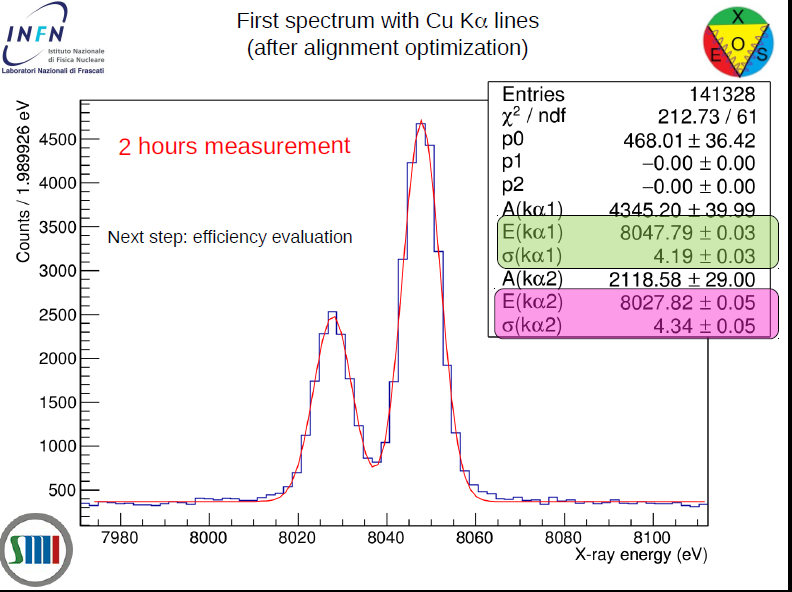 First spectrum with Cu Kα lines
(after alignment optimization)
INFN
Istituto Nazionale
di Fisica Nucleare
Laboratori Nazionali di Frascati
X
O
E S
Counts / 1.989926 eV
2 hours measurement
Next step: efficiency evaluation
Entries 141328
χ² / ndf 212.73 / 61
p0 468.01 ± 36.42
p1 −0.00 ± 0.00
p2 −0.00 ± 0.00
A(kα1) 4345.20 ± 39.99
E(kα1) 8047.79 ± 0.03
σ(kα1) 4.19 ± 0.03
A(kα2) 2118.58 ± 29.00
E(kα2) 8027.82 ± 0.05
σ(kα2) 4.34 ± 0.05
4500
4000
3500
3000
2500
2000
1500
1000
500
7980 8000 8020 8040 8060 8080 8100
X-ray energy (eV)
SMI